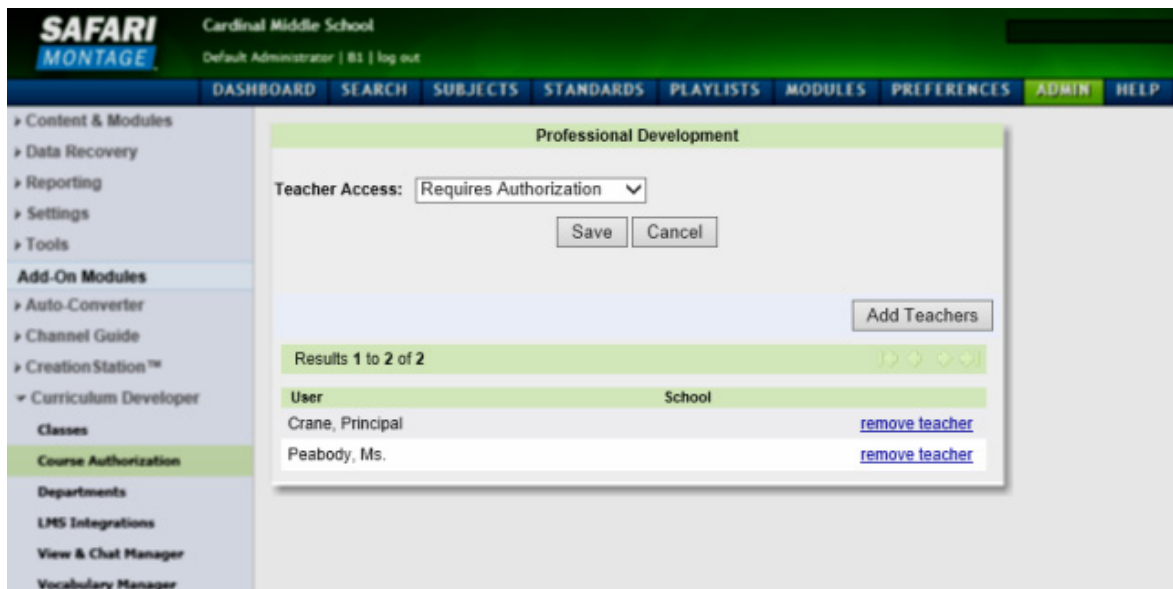 SAFARI
MONTAGE
Cardinal Middle School
Default Administrator | B1 | log out
DASHBOARD SEARCH SUBJECTS STANDARDS PLAYLISTS MODULES PREFERENCES ADMIN HELP
Content & Modules
Data Recovery
Reporting
Settings
Tools
Add-On Modules
Auto-Converter
Channel Guide
CreationStation™
Curriculum Developer
Classes
Course Authorization
Departments
LMS Integrations
View & Chat Manager
Vocabulary Manager
Professional Development
Teacher Access: Requires Authorization
Save Cancel
Add Teachers
Results 1 to 2 of 2
User School
Crane, Principal remove teacher
Peabody, Ms. remove teacher